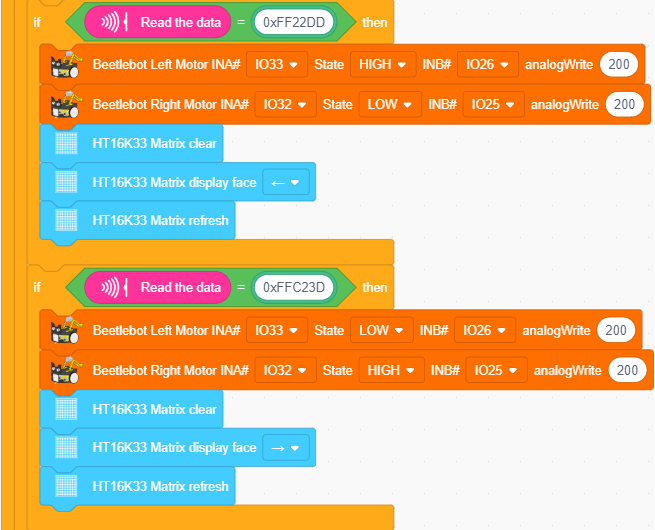 if Read the data = 0xFF22DD then
Beetlebot Left Motor INA# IO33 State HIGH INB# IO26 analogWrite 200
Beetlebot Right Motor INA# IO32 State LOW INB# IO25 analogWrite 200
HT16K33 Matrix clear
HT16K33 Matrix display face ←
HT16K33 Matrix refresh
if Read the data = 0xFFC23D then
Beetlebot Left Motor INA# IO33 State LOW INB# IO26 analogWrite 200
Beetlebot Right Motor INA# IO32 State HIGH INB# IO25 analogWrite 200
HT16K33 Matrix clear
HT16K33 Matrix display face →
HT16K33 Matrix refresh